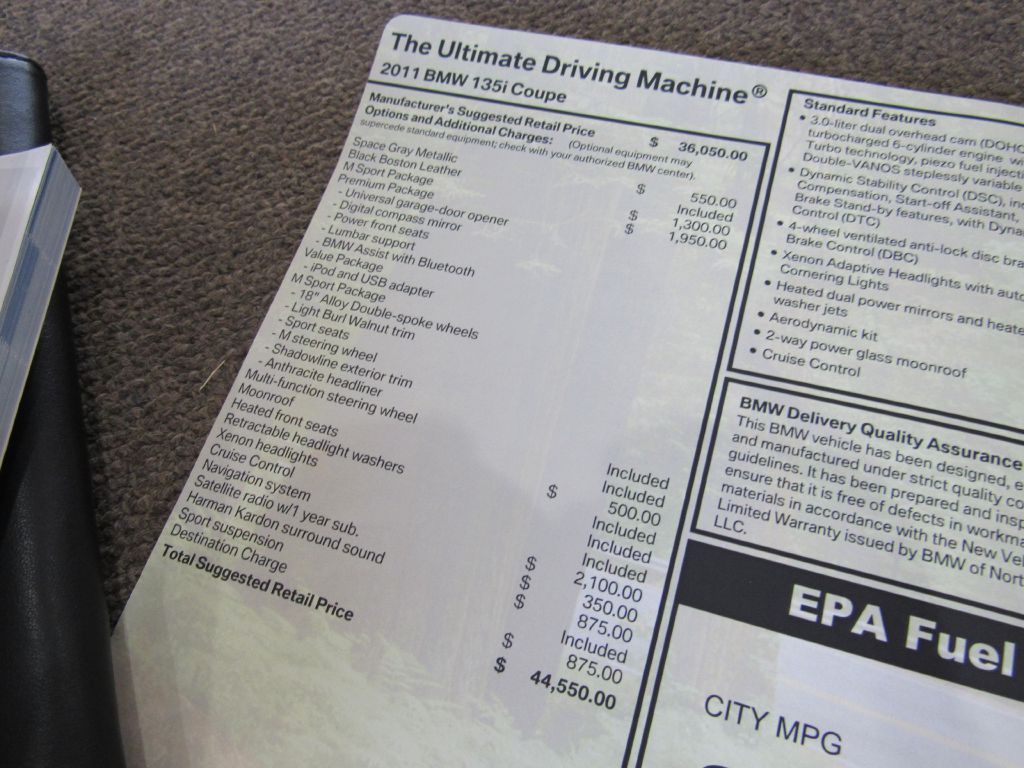 The Ultimate Driving Machine®
2011 BMW 135i Coupe
Manufacturer's Suggested Retail Price $ 36,050.00
Options and Additional Charges: (Optional equipment may
supercede standard equipment; check with your authorized BMW center).
Space Gray Metallic $ 550.00
Black Boston Leather Included
M Sport Package $ 1,300.00
Premium Package $ 1,950.00
- Universal garage-door opener
- Digital compass mirror
- Power front seats
- Lumbar support
- BMW Assist with Bluetooth
Value Package
- iPod and USB adapter
M Sport Package
- 18" Alloy Double-spoke wheels
- Light Burl Walnut trim
- Sport seats
- M steering wheel
- Shadowline exterior trim
- Anthracite headliner
Multi-function steering wheel Included
Moonroof Included
Heated front seats $ 500.00
Retractable headlight washers Included
Xenon headlights Included
Cruise Control Included
Navigation system $ 2,100.00
Satellite radio w/1 year sub. $ 350.00
Harman Kardon surround sound $ 875.00
Sport suspension Included
Destination Charge $ 875.00
Total Suggested Retail Price $ 44,550.00
Standard Features
• 3.0-liter dual overhead cam (DOHC
turbocharged 6-cylinder engine wi
Turbo technology, piezo fuel injecti
Double-VANOS steplessly variable
• Dynamic Stability Control (DSC), inc
Compensation, Start-off Assistant,
Brake Stand-by features, with Dyna
Control (DTC)
• 4-wheel ventilated anti-lock disc bra
Brake Control (DBC)
• Xenon Adaptive Headlights with auto
Cornering Lights
• Heated dual power mirrors and heate
washer jets
• Aerodynamic kit
• 2-way power glass moonroof
• Cruise Control
BMW Delivery Quality Assurance
This BMW vehicle has been designed, e
and manufactured under strict quality co
guidelines. It has been prepared and insp
ensure that it is free of defects in workma
materials in accordance with the New Veh
Limited Warranty issued by BMW of Nort
LLC.
EPA Fuel
CITY MPG